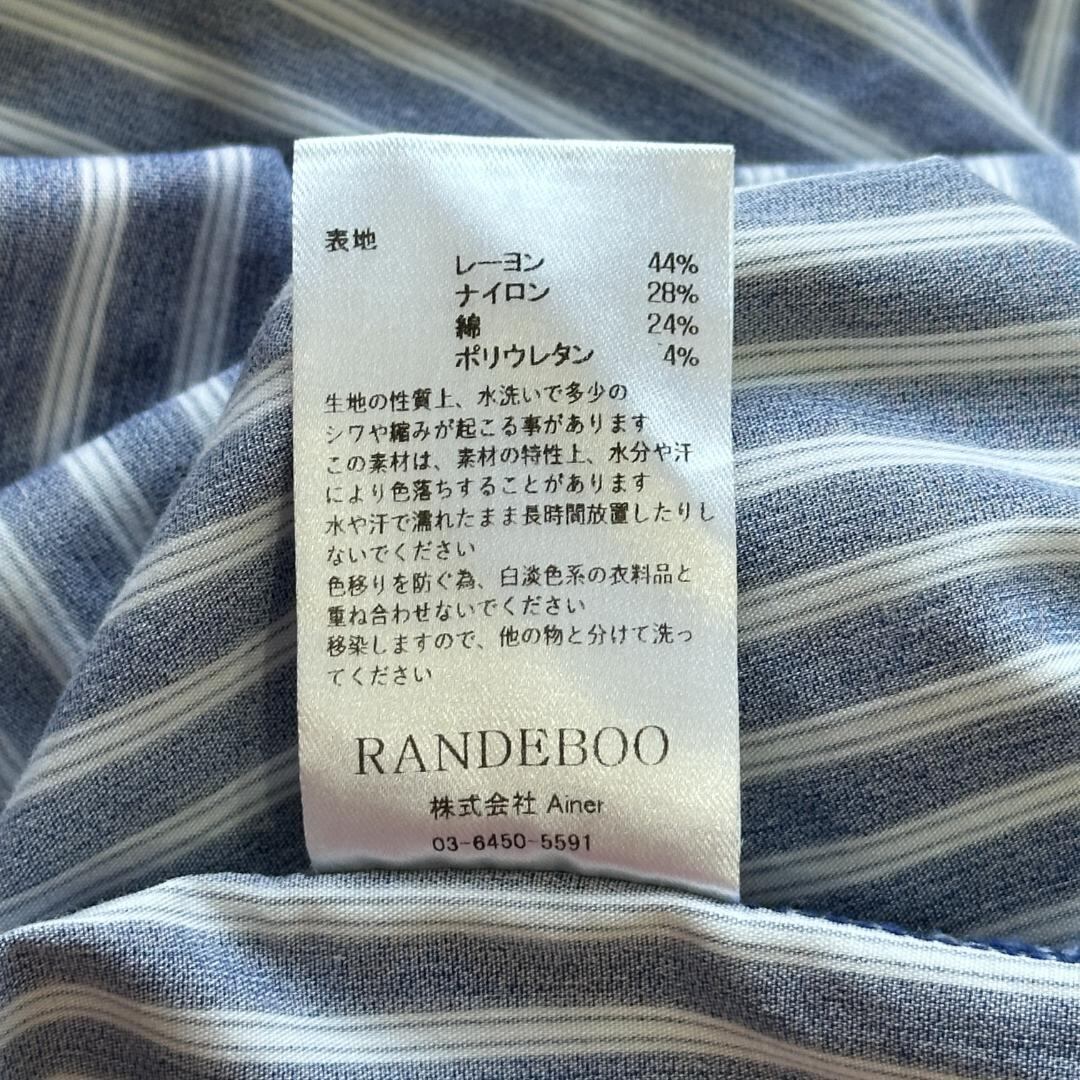 表地
レーヨン 44%
ナイロン 28%
綿 24%
ポリウレタン 4%
生地の性質上、水洗いで多少の
シワや縮みが起こる事があります
この素材は、素材の特性上、水分や汗
により色落ちすることがあります
水や汗で濡れたまま長時間放置したりし
ないでください
色移りを防ぐ為、白淡色系の衣料品と
重ね合わせないでください
移染しますので、他の物と分けて洗っ
てください
RANDEBOO
株式会社 Ainer
03-6450-5591